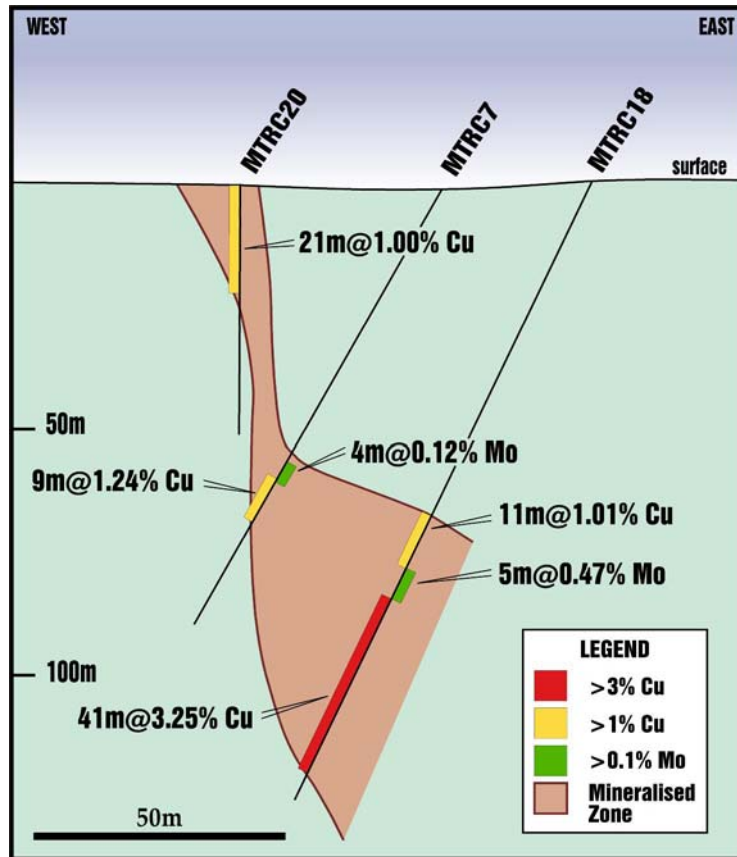 WEST
EAST
MTRC20
MTRC7
MTRC18
surface
21m@1.00% Cu
50m
4m@0.12% Mo
9m@1.24% Cu
11m@1.01% Cu
5m@0.47% Mo
100m
41m@3.25% Cu
LEGEND
>3% Cu
>1% Cu
>0.1% Mo
Mineralised
Zone
50m